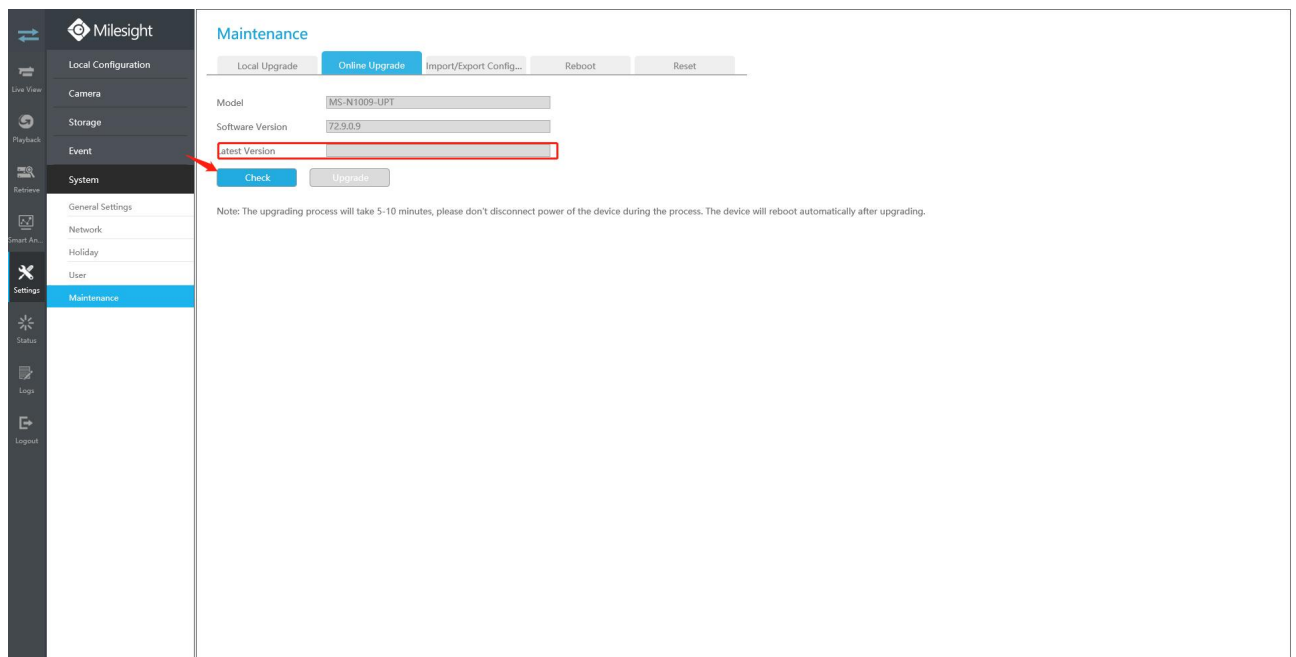 Milesight
Local Configuration
Camera
Storage
Event
System
General Settings
Network
Holiday
User
Maintenance
Live View
Playback
Retrieve
Smart An...
Settings
Status
Logs
Logout
Maintenance
Local Upgrade Online Upgrade Import/Export Config... Reboot Reset
Model MS-N1009-UPT
Software Version 72.9.0.9
Latest Version
Check Upgrade
Note: The upgrading process will take 5-10 minutes, please don't disconnect power of the device during the process. The device will reboot automatically after upgrading.